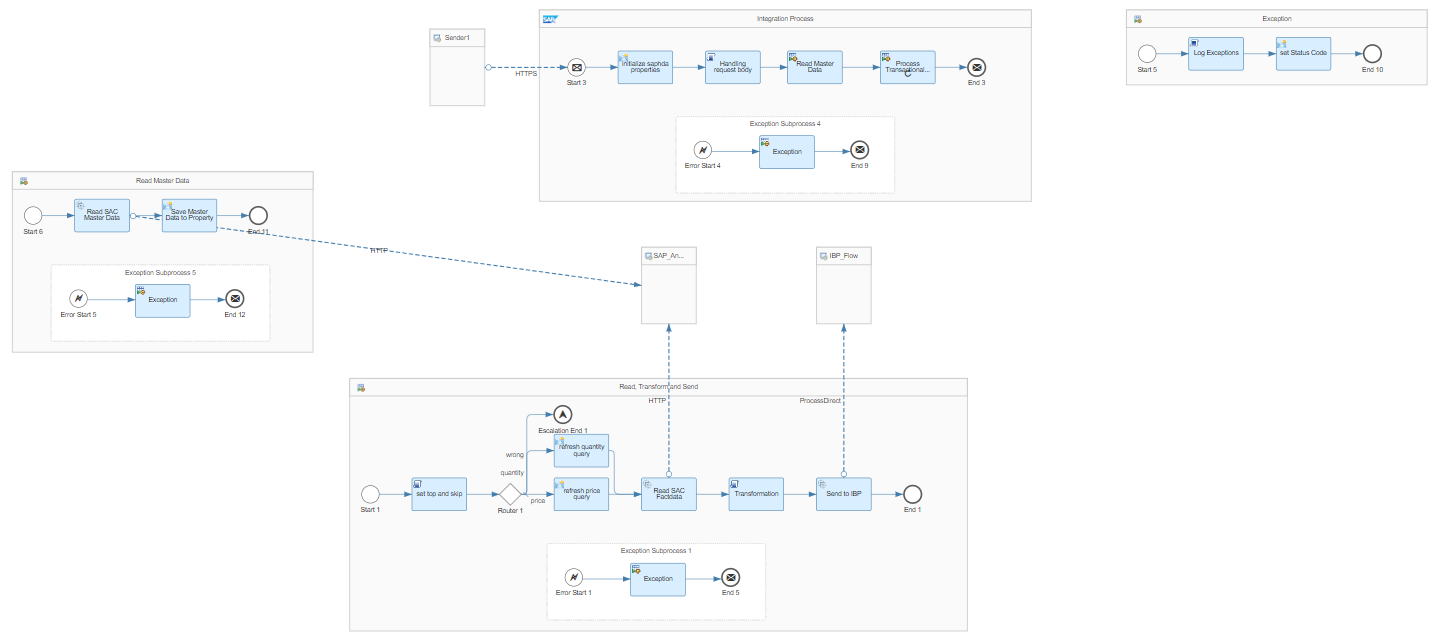 Integration Process
SAP
Sender1
HTTPS
Start 3
Initialize saphda
properties
Handling
request body
Read Master
Data
Process
Transactional...
End 3
Exception Subprocess 4
Error Start 4
Exception
End 9
Exception
Start 5
Log Exceptions
set Status Code
End 10
Read Master Data
Start 6
Read SAC
Master Data
Save Master
Data to Property
End 11
HTTP
Exception Subprocess 5
Error Start 5
Exception
End 12
SAP_An...
IBP_Flow
Read, Transform and Send
HTTP
ProcessDirect
Escalation End 1
wrong
refresh quantity
query
quantity
Start 1
set top and skip
Router 1
price
refresh price
query
Read SAC
Factdata
Transformation
Send to IBP
End 1
Exception Subprocess 1
Error Start 1
Exception
End 5